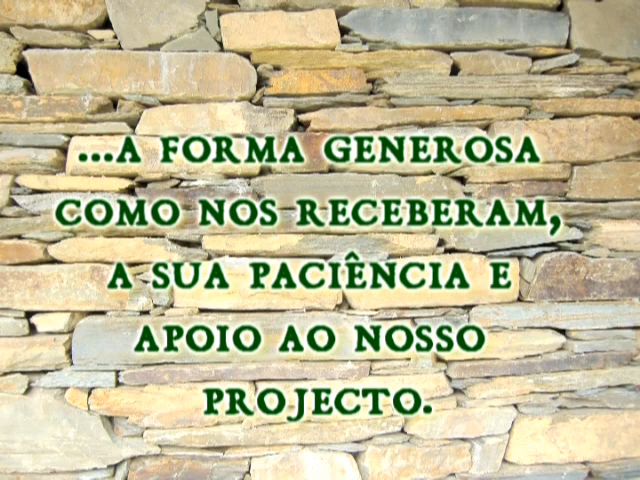 ...A FORMA GENEROSA
COMO NOS RECEBERAM,
A SUA PACIÊNCIA E
APOIO AO NOSSO
PROJECTO.